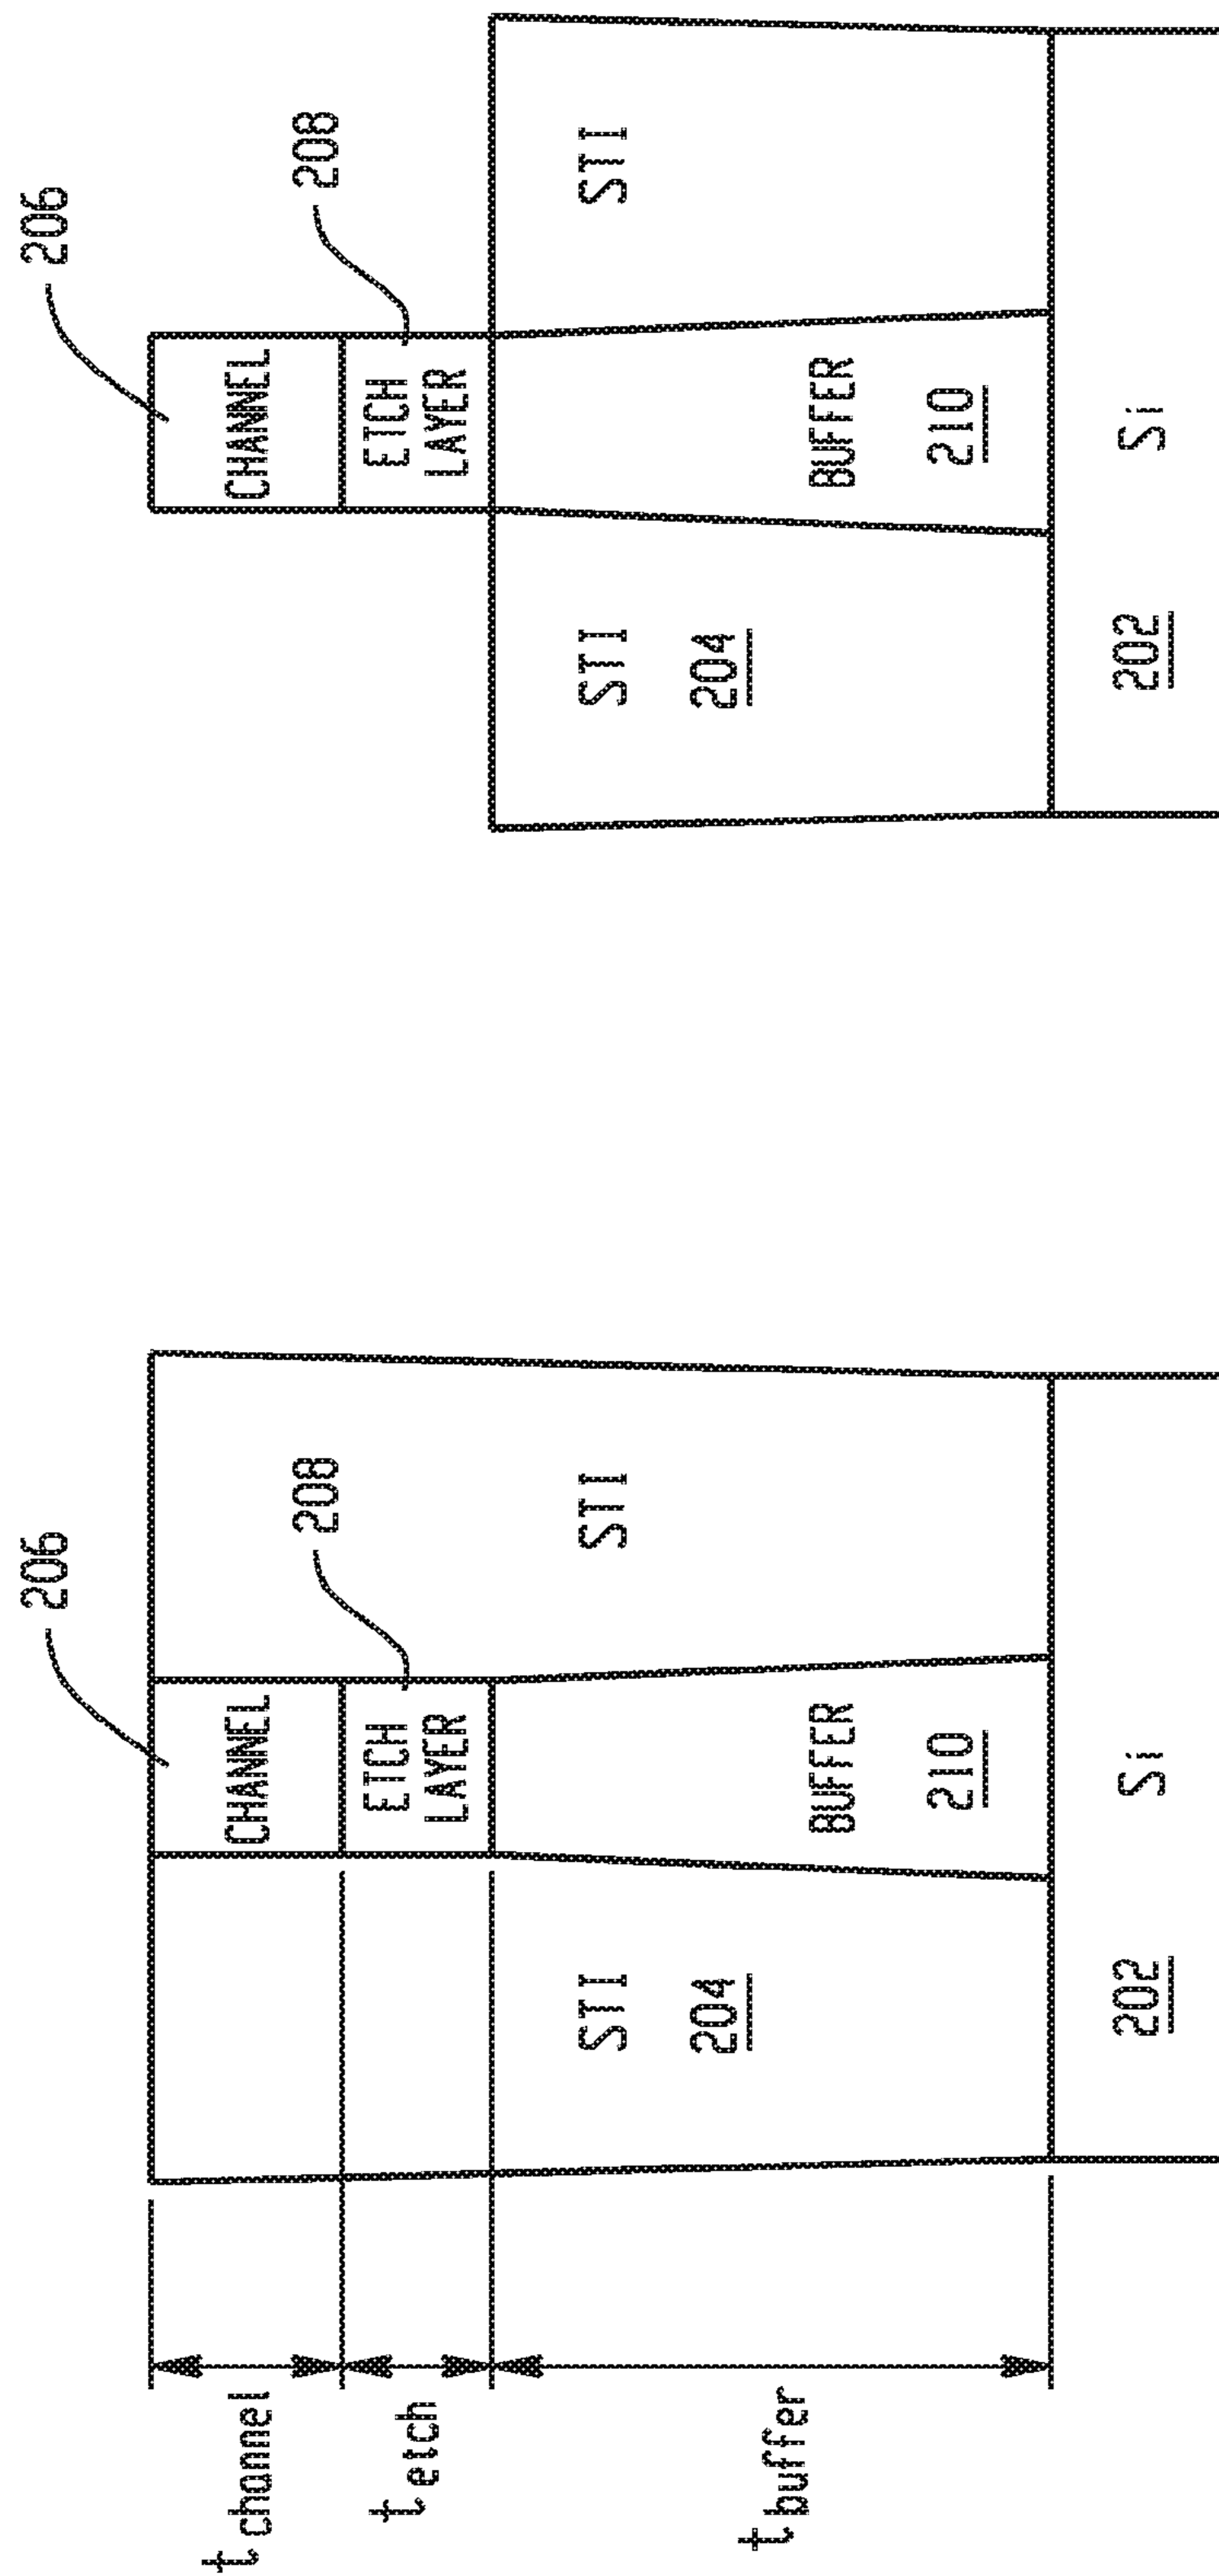 206
208
CHANNEL
ETCH
LAYER
STI
STI
204
BUFFER
210
202
Si
t channel
t etch
t buffer
206
208
CHANNEL
ETCH
LAYER
STI
STI
204
BUFFER
210
202
Si